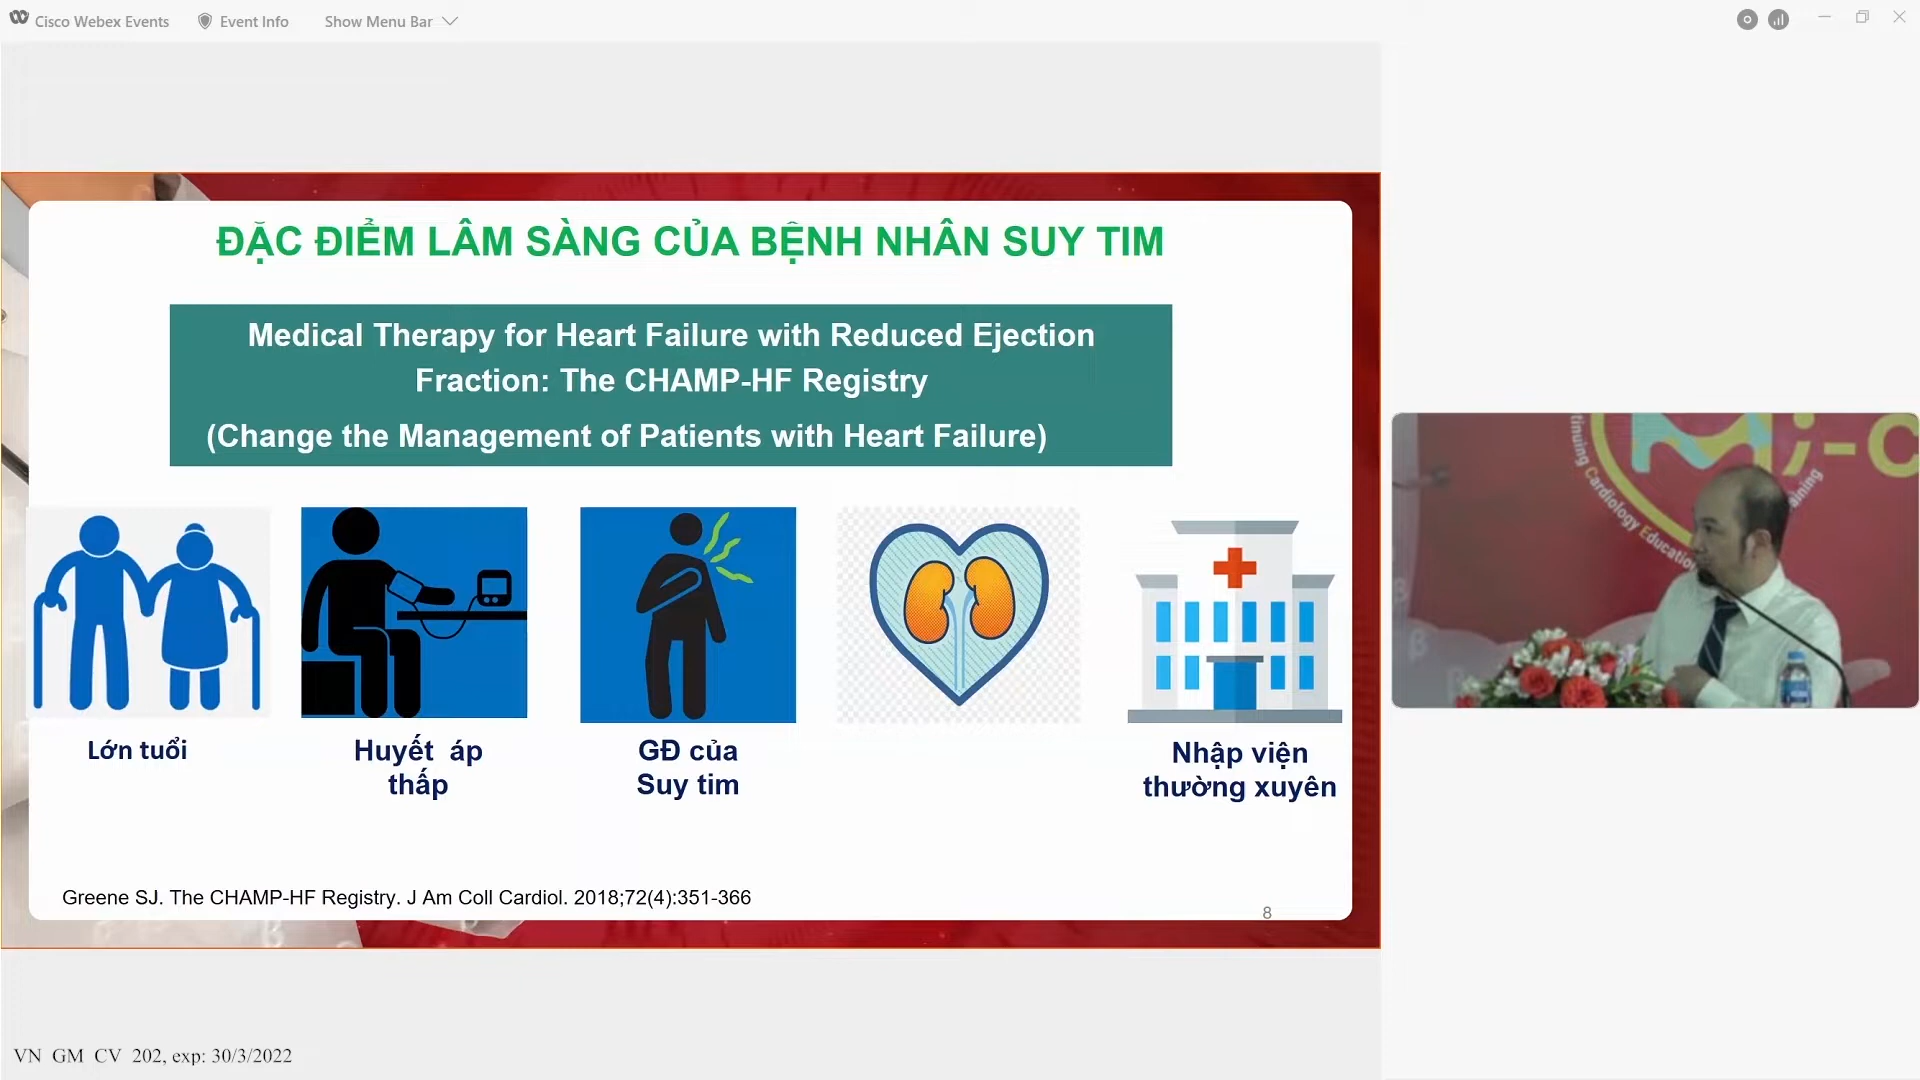 Cisco Webex Events
Event Info
Show Menu Bar
ĐẶC ĐIỂM LÂM SÀNG CỦA BỆNH NHÂN SUY TIM
Medical Therapy for Heart Failure with Reduced Ejection
Fraction: The CHAMP-HF Registry
(Change the Management of Patients with Heart Failure)
Lớn tuổi
Huyết áp
thấp
GĐ của
Suy tim
Nhập viện
thường xuyên
Greene SJ. The CHAMP-HF Registry. J Am Coll Cardiol. 2018;72(4):351-366
8
Mi-C
Cardiology Education
VN GM CV 202, exp: 30/3/2022